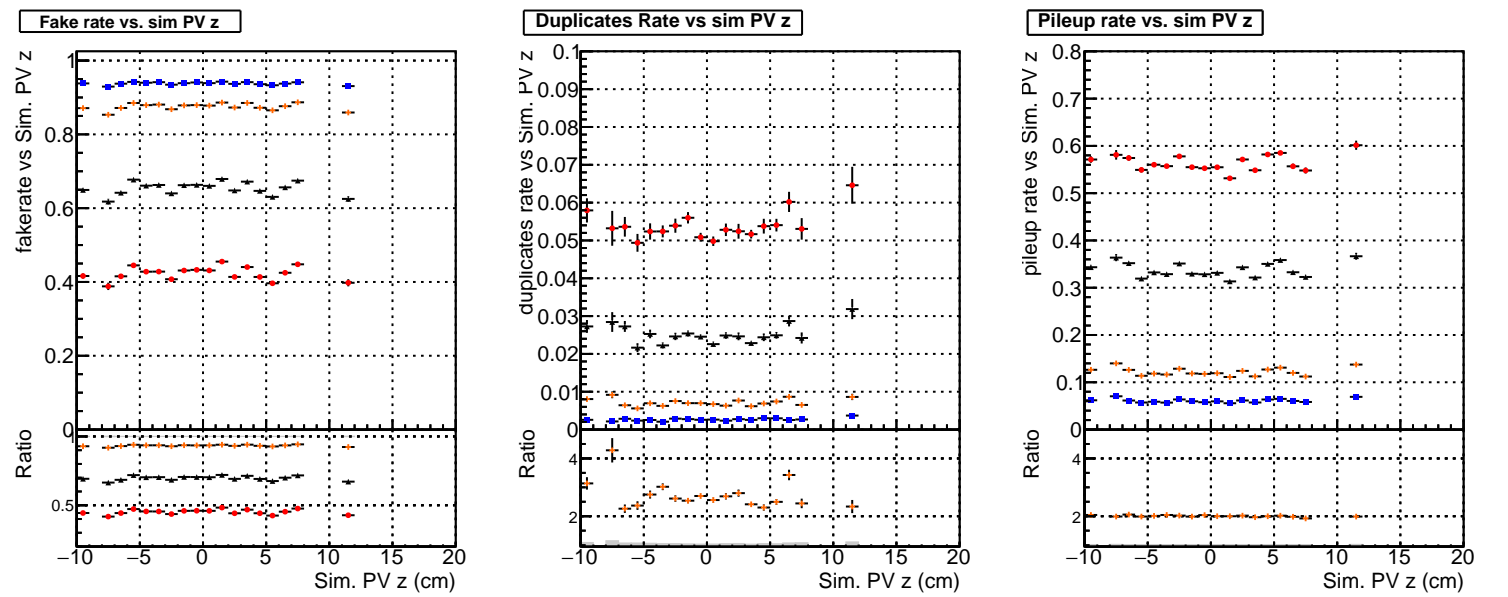 Fake rate vs. sim PV z
fakerate vs Sim. PV z
1
0.8
0.6
0.4
0.2
0
Ratio
1
0.5
−10 −5 0 5 10 15 20
Sim. PV z (cm)
Duplicates Rate vs sim PV z
duplicates rate vs Sim. PV z
0.1
0.09
0.08
0.07
0.06
0.05
0.04
0.03
0.02
0.01
0
Ratio
4
2
−10 −5 0 5 10 15 20
Sim. PV z (cm)
Pileup rate vs. sim PV z
pileup rate vs Sim. PV z
0.8
0.7
0.6
0.5
0.4
0.3
0.2
0.1
0
Ratio
4
2
−10 −5 0 5 10 15 20
Sim. PV z (cm)